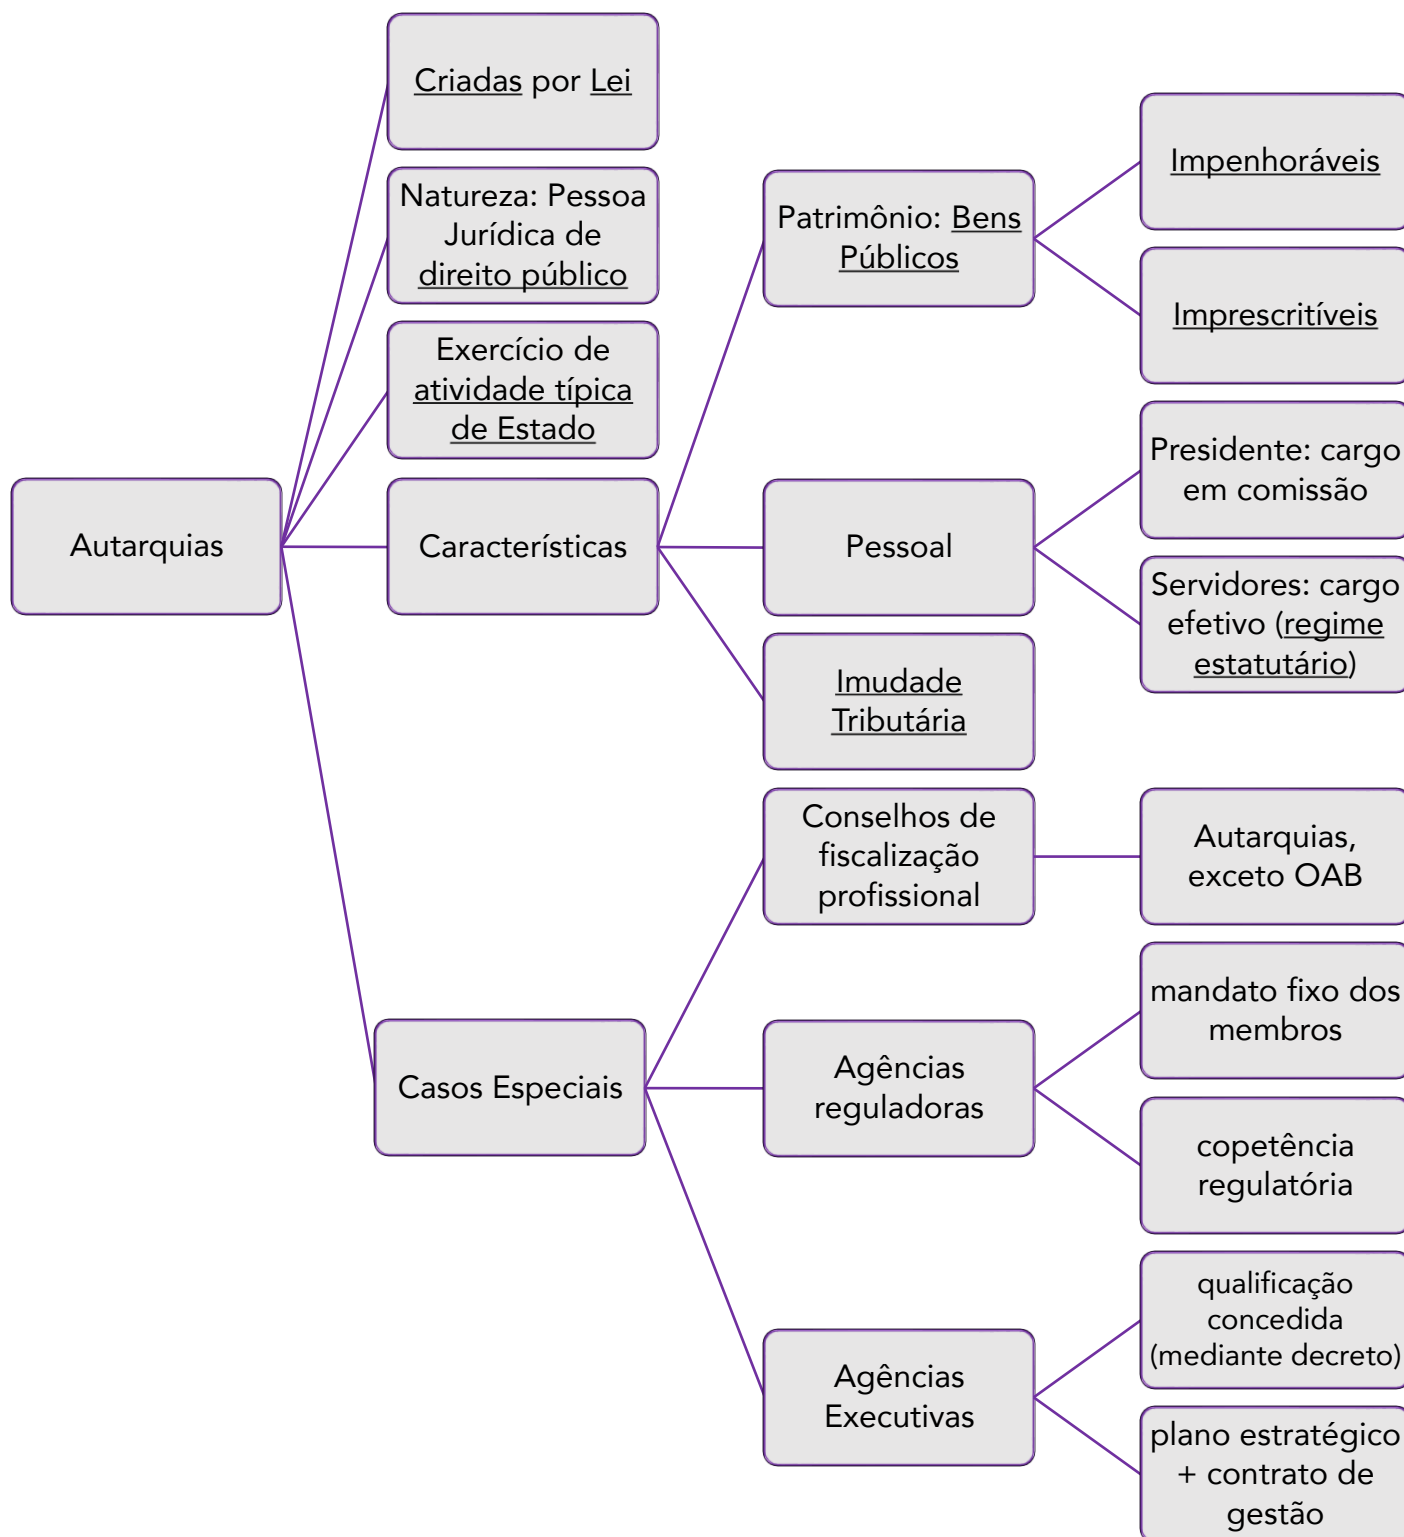 Criadas por Lei
Natureza: Pessoa
Jurídica de
direito público
Exercício de
atividade típica
de Estado
Autarquias
Características
Patrimônio: Bens
Públicos
Impenhoráveis
Imprescritíveis
Pessoal
Presidente: cargo
em comissão
Servidores: cargo
efetivo (regime
estatutário)
Imudade
Tributária
Casos Especiais
Conselhos de
fiscalização
profissional
Autarquias,
exceto OAB
Agências
reguladoras
mandato fixo dos
membros
copetência
regulatória
Agências
Executivas
qualificação
concedida
(mediante decreto)
plano estratégico
+ contrato de
gestão